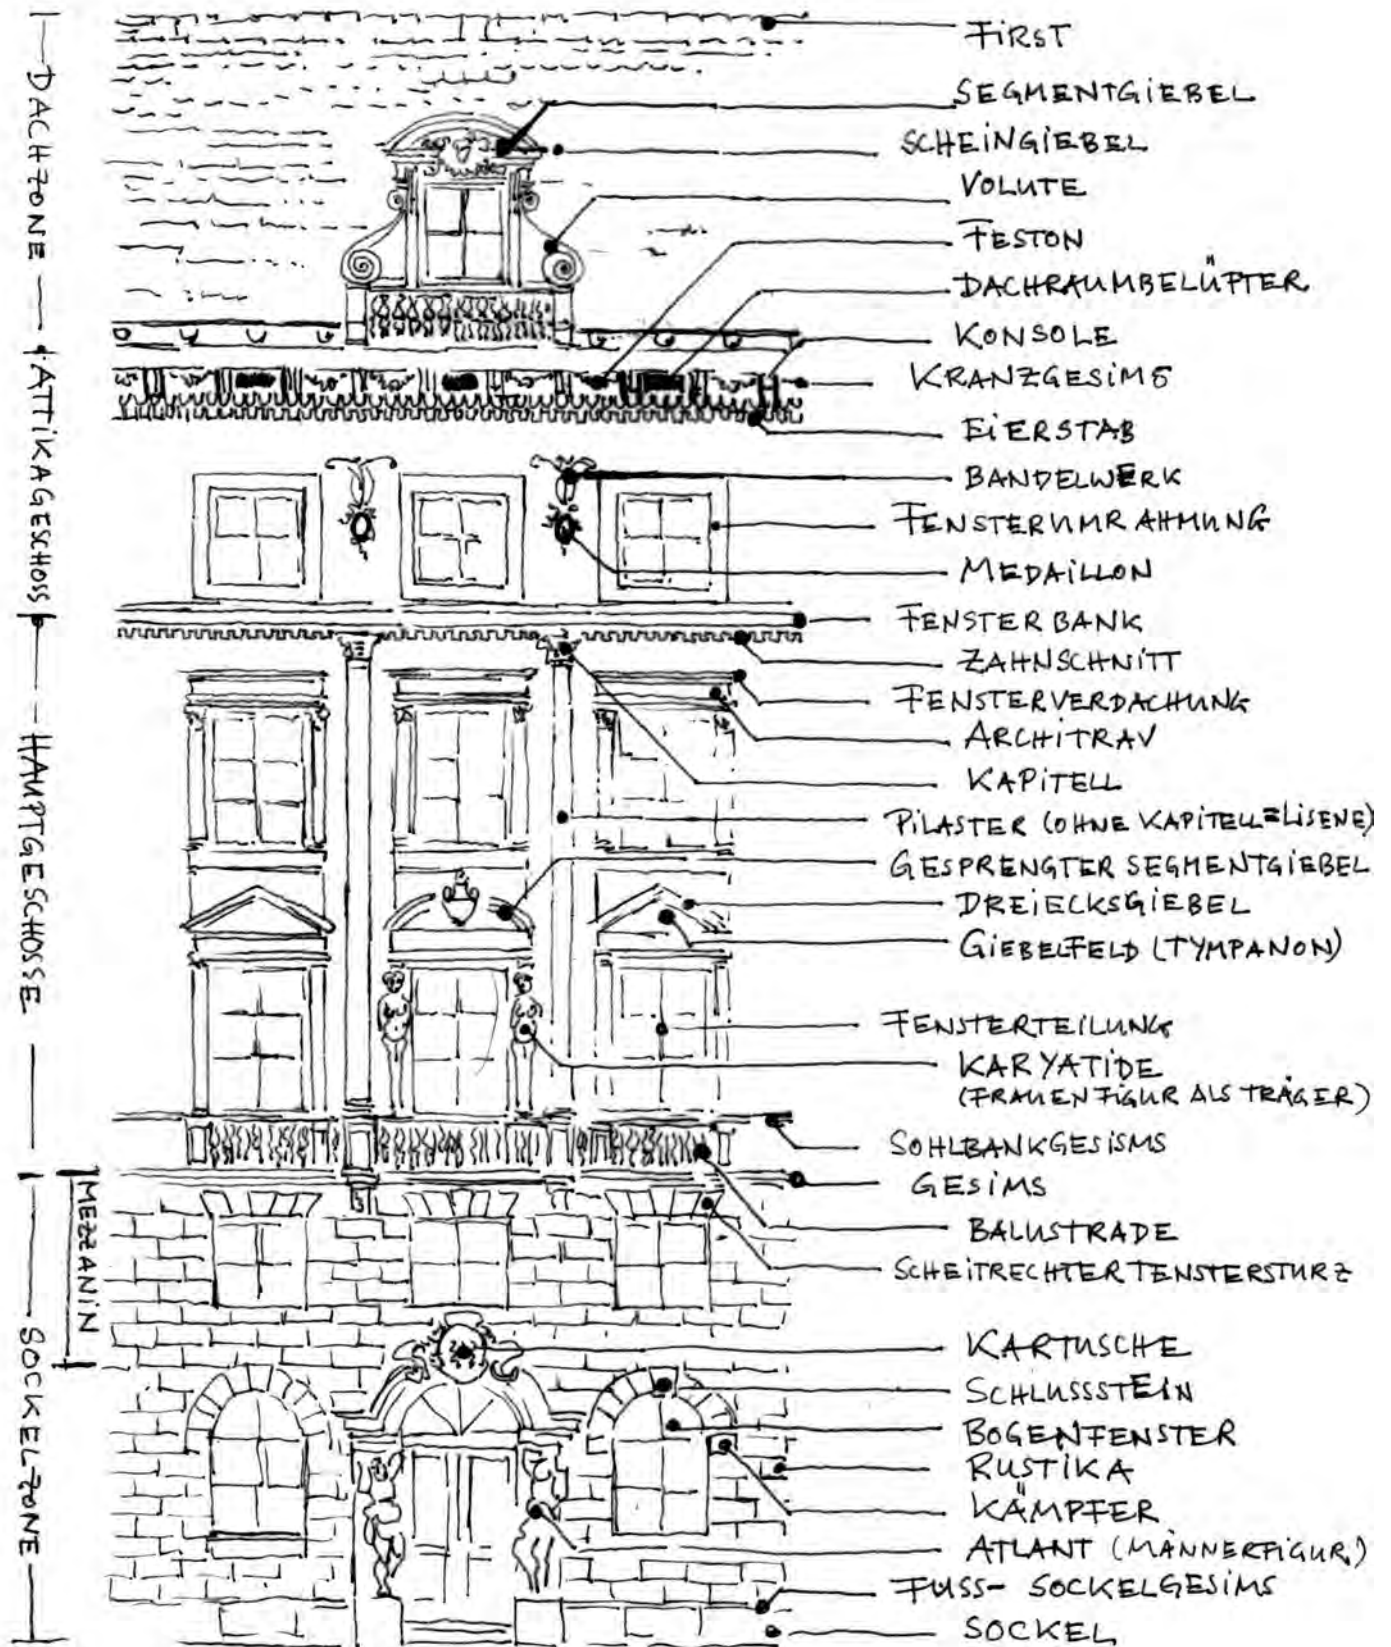 FIRST
SEGMENTGIEBEL
SCHEINGIEBEL
VOLUTE
FESTON
DACHRAUMBELÜFTER
KONSOLE
KRANZGESIMS
EIERSTAB
BANDELWERK
FENSTERUMRAHMUNG
MEDAILLON
FENSTERBANK
ZAHNSCHNITT
FENSTERVERDACHUNG
ARCHITRAV
KAPITELL
PILASTER (OHNE KAPITELL=LISENE)
GESPRENGTER SEGMENTGIEBEL
DREIECKSGIEBEL
GIEBELFELD (TYMPANON)
FENSTERTEILUNG
KARYATIDE
(FRAUENFIGUR ALS TRÄGER)
SOHLBANKGESISMS
GESIMS
BALUSTRADE
SCHEITRECHTER FENSTERSTURZ
KARTUSCHE
SCHLUSSSTEIN
BOGENFENSTER
RUSTIKA
KÄMPFER
ATLANT (MÄNNERFIGUR)
FUSS- SOCKELGESIMS
SOCKEL
DACHZONE
ATTIKAGESCHOSS
HAUPTGESCHOSSE
MEZZANIN
SOCKELZONE